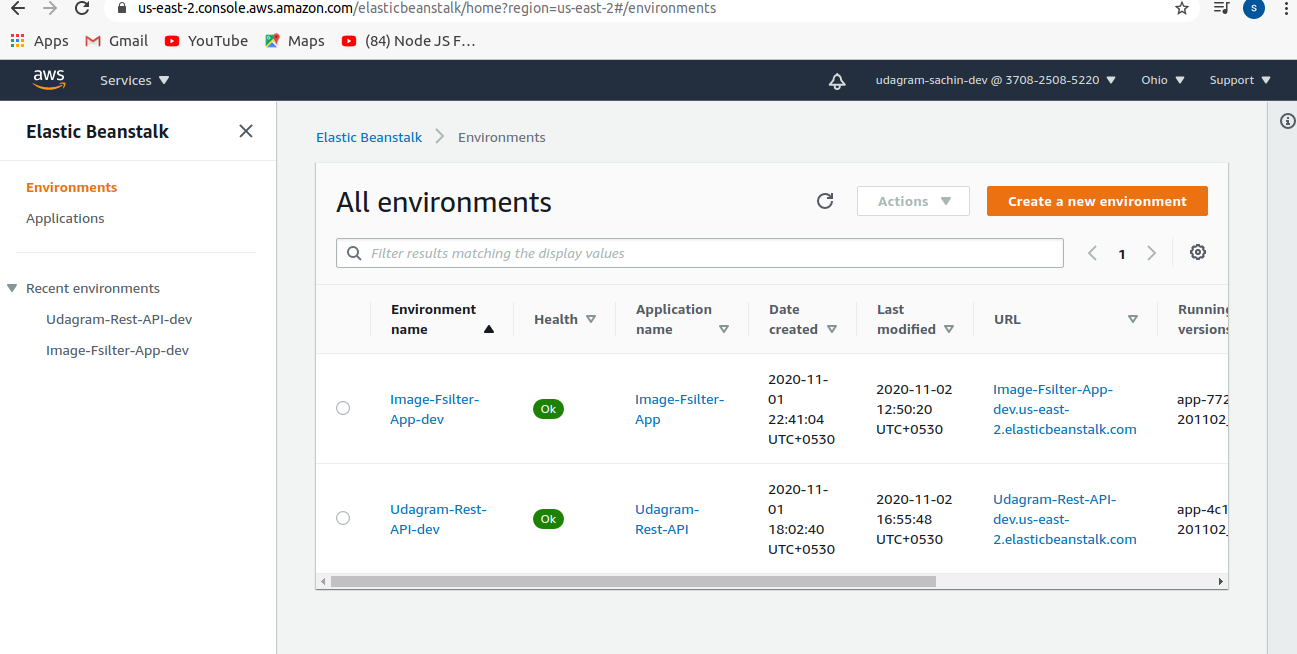 us-east-2.console.aws.amazon.com/elasticbeanstalk/home?region=us-east-2#/environments
S
Apps
Gmail
YouTube
Maps
(84) Node JS F…
aws
Services
udagram-sachin-dev @ 3708-2508-5220
Ohio
Support
Elastic Beanstalk
Environments
Applications
Recent environments
Udagram-Rest-API-dev
Image-Fsilter-App-dev
Elastic Beanstalk
Environments
All environments
Actions
Create a new environment
Filter results matching the display values
1
Environment
name
Health
Application
name
Date
created
Last
modified
URL
Running
versions
Image-Fsilter-
App-dev
Ok
Image-Fsilter-
App
2020-11-
01
22:41:04
UTC+0530
2020-11-02
12:50:20
UTC+0530
Image-Fsilter-App-
dev.us-east-
2.elasticbeanstalk.com
app-772
201102_
Udagram-Rest-
API-dev
Ok
Udagram-
Rest-API
2020-11-
01
18:02:40
UTC+0530
2020-11-02
16:55:48
UTC+0530
Udagram-Rest-API-
dev.us-east-
2.elasticbeanstalk.com
app-4c1
201102_